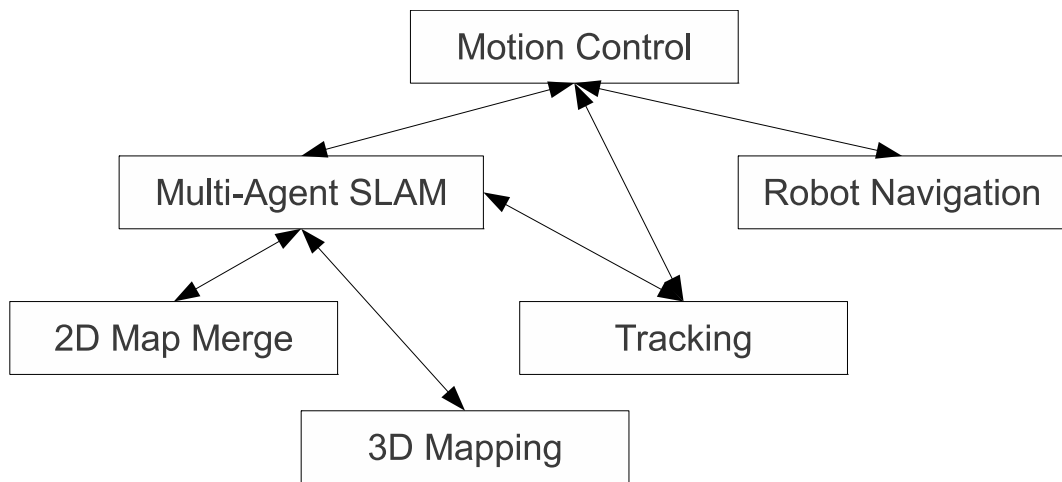 Motion Control
Multi-Agent SLAM
Robot Navigation
2D Map Merge
Tracking
3D Mapping